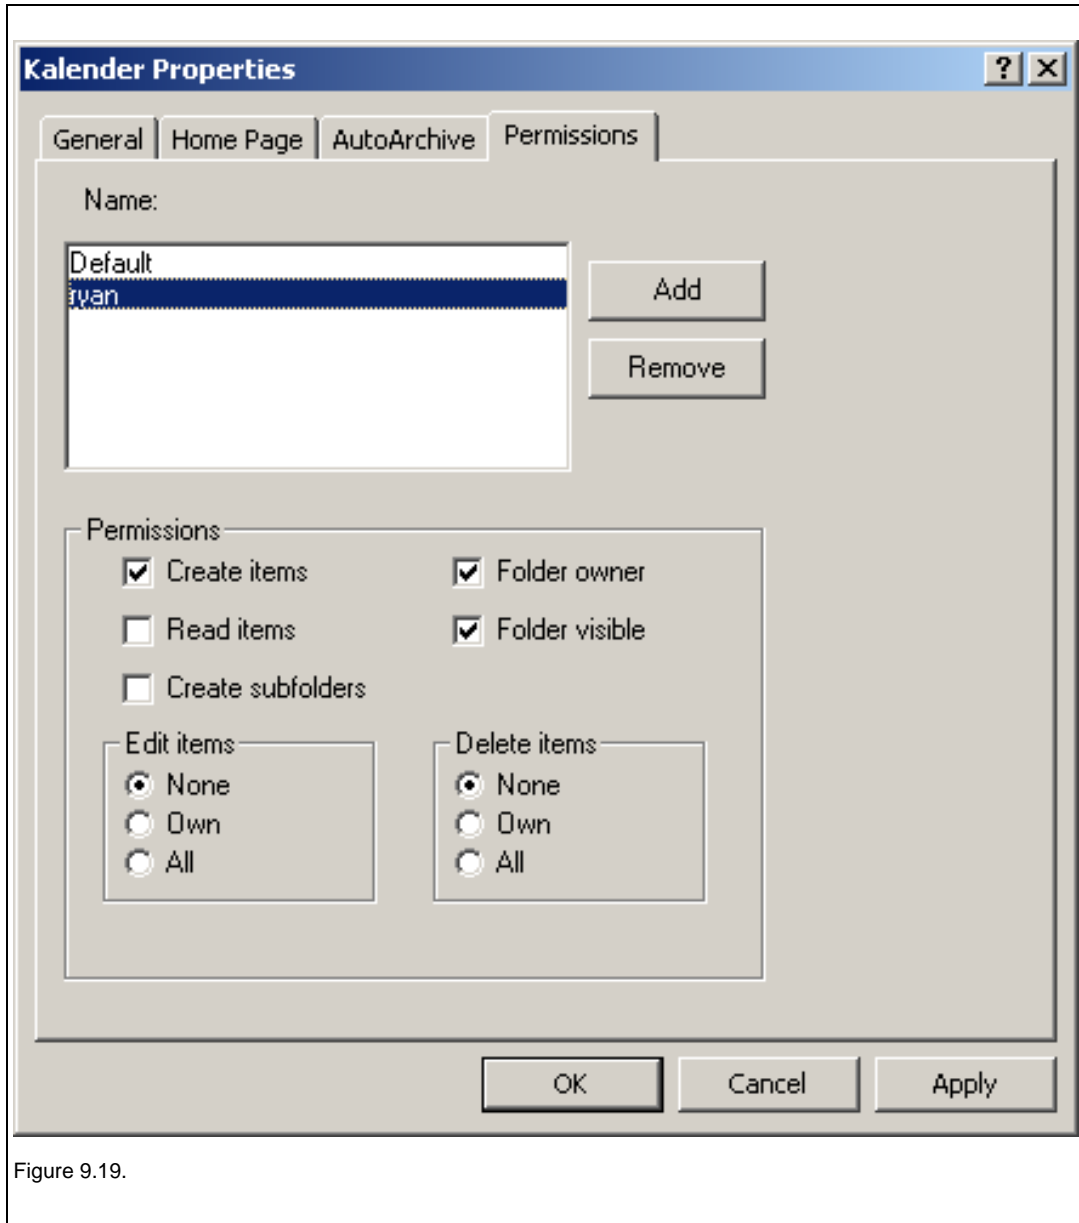 Kalender Properties
General Home Page AutoArchive Permissions
Name:
Default
ryan
Add
Remove
Permissions
Create items
Folder owner
Read items
Folder visible
Create subfolders
Edit items
None
Own
All
Delete items
None
Own
All
OK Cancel Apply
Figure 9.19.